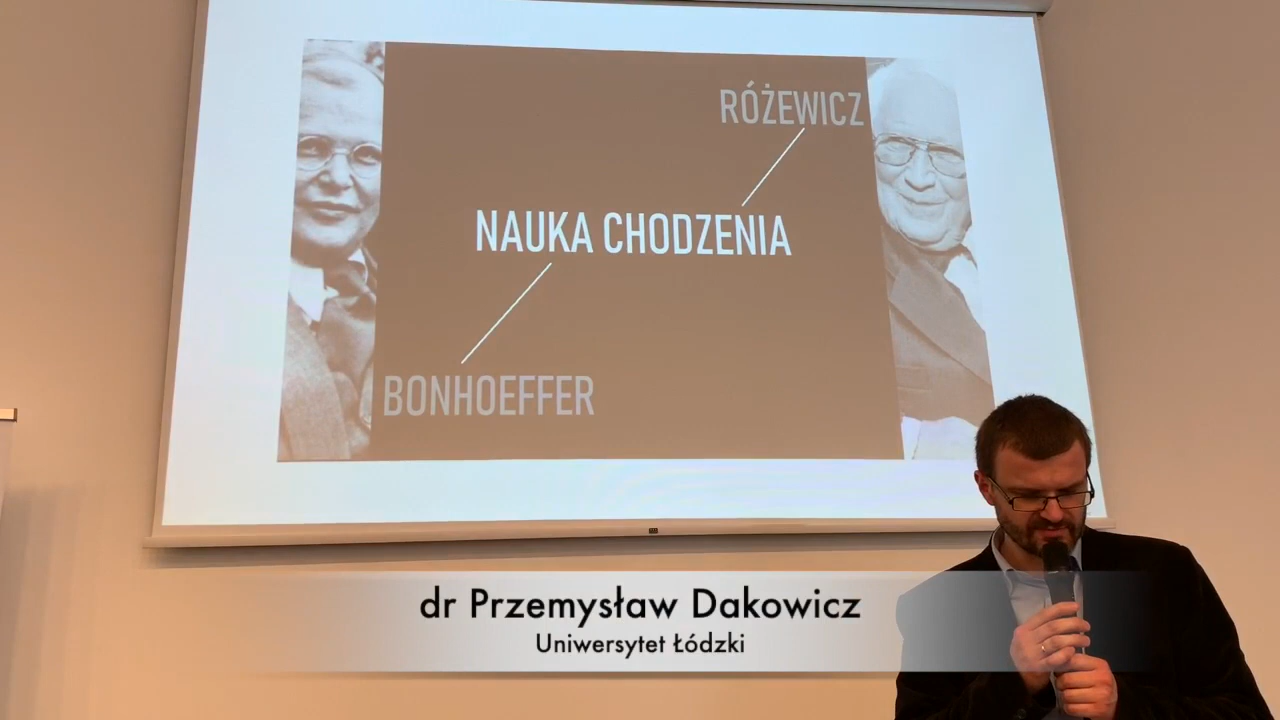 RÓŻEWICZ
NAUKA CHODZENIA
BONHOEFFER
dr Przemysław Dakowicz
Uniwersytet Łódzki